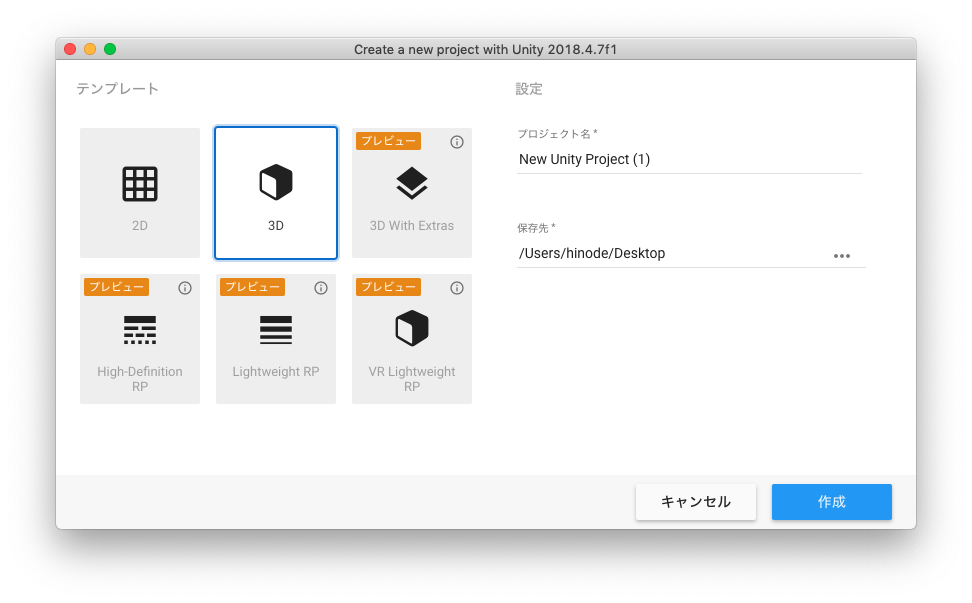 Create a new project with Unity 2018.4.7f1
テンプレート
2D
3D
プレビュー
3D With Extras
プレビュー
High-Definition
RP
プレビュー
Lightweight RP
プレビュー
VR Lightweight
RP
設定
プロジェクト名 *
New Unity Project (1)
保存先 *
/Users/hinode/Desktop
キャンセル
作成